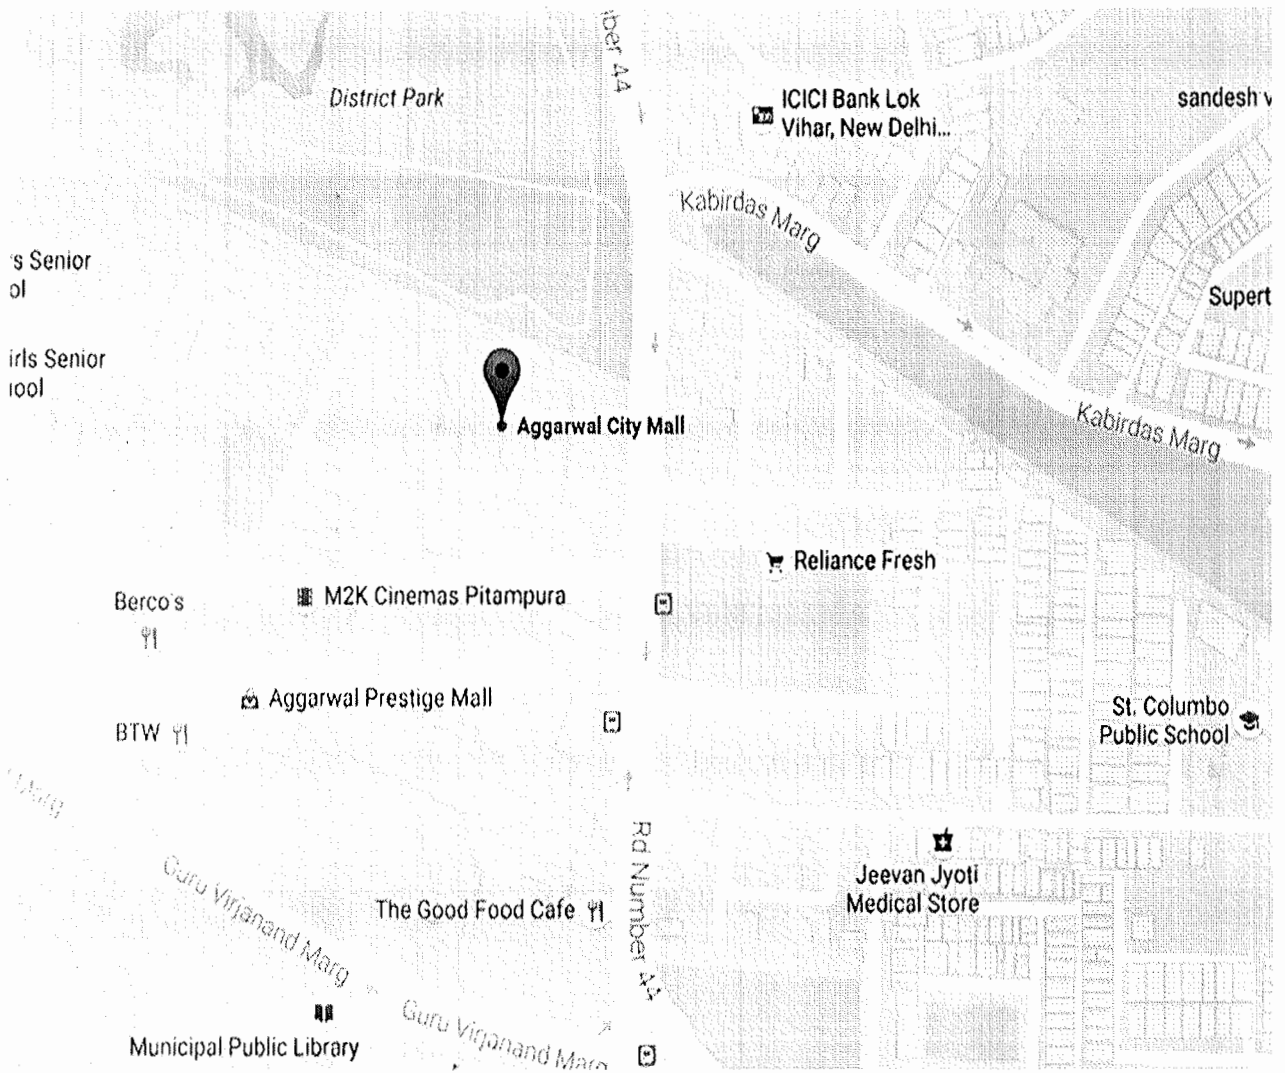 nber 44
District Park
ICICI Bank Lok
Vihar, New Delhi...
sandesh v
Kabirdas Marg
s Senior
ol
Supert
irls Senior
ool
Aggarwal City Mall
Kabirdas Marg
Reliance Fresh
Berco's
M2K Cinemas Pitampura
Aggarwal Prestige Mall
BTW
St. Columbo
Public School
Marg
Rd Number 44
Jeevan Jyoti
Medical Store
Guru Virjanand Marg
The Good Food Cafe
Guru Virjanand Marg
Municipal Public Library